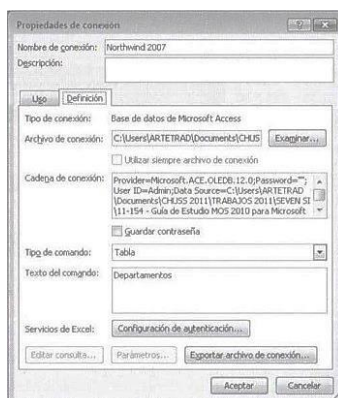 Propiedades de conexión
Nombre de conexión: Northwind 2007
Descripción:
Uso Definición
Tipo de conexión: Base de datos de Microsoft Access
Archivo de conexión: C:\Users\ARTETRAD\Documents\CHUS Examinar...
Utilizar siempre archivo de conexión
Cadena de conexión: Provider=Microsoft.ACE.OLEDB.12.0;Password="";
User ID=Admin;Data Source=C:\Users\ARTETRAD
\Documents\CHUSS 2011\TRABAJOS 2011\SEVEN SI
\11-154 - Guía de Estudio MOS 2010 para Microsoft
Guardar contraseña
Tipo de comando: Tabla
Texto del comando: Departamentos
Servicios de Excel: Configuración de autenticación...
Editar consulta... Parámetros... Exportar archivo de conexión...
Aceptar Cancelar